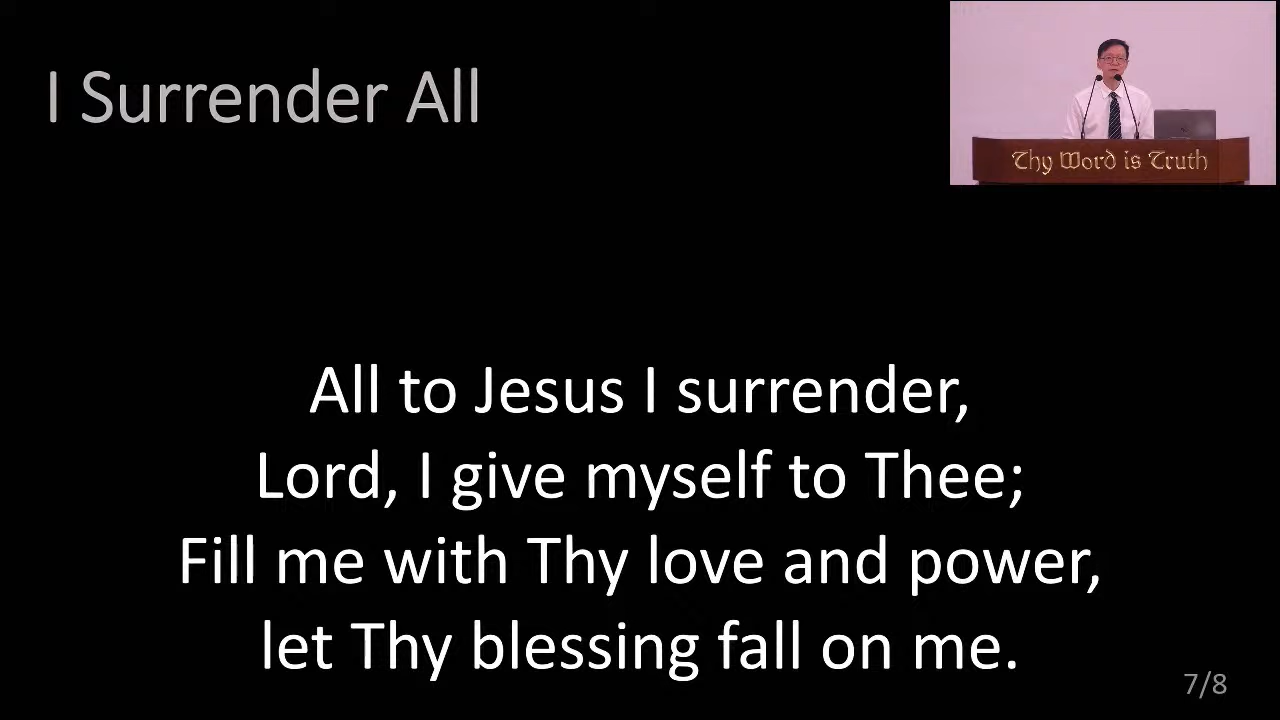 I Surrender All
Thy Word is Truth
All to Jesus I surrender,
Lord, I give myself to Thee;
Fill me with Thy love and power,
let Thy blessing fall on me.
7/8